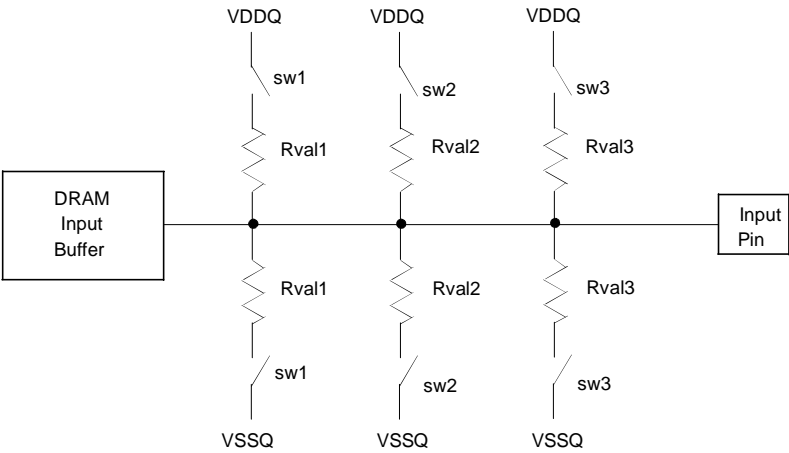 VDDQ VDDQ VDDQ
sw1 sw2 sw3
Rval1 Rval2 Rval3
DRAM
Input
Buffer
Input
Pin
Rval1 Rval2 Rval3
sw1 sw2 sw3
VSSQ VSSQ VSSQ